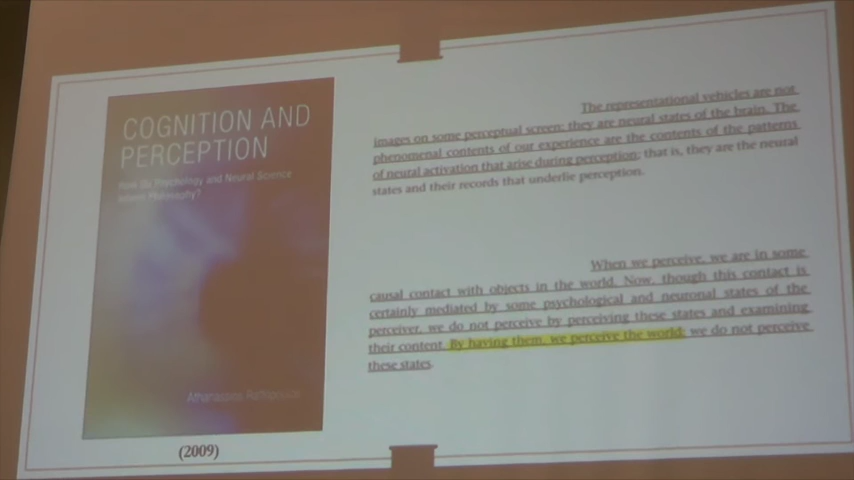 COGNITION AND
PERCEPTION
How Do Psychology and Neural Science
Inform Philosophy?
Athanassios Raftopoulos
(2009)
The representational vehicles are not
images on some perceptual screen; they are neural states of the brain. The
phenomenal contents of our experience are the contents of the patterns
of neural activation that arise during perception; that is, they are the neural
states and their records that underlie perception.
When we perceive, we are in some
causal contact with objects in the world. Now, though this contact is
certainly mediated by some psychological and neuronal states of the
perceiver, we do not perceive by perceiving these states and examining
their content. By having them, we perceive the world; we do not perceive
these states.